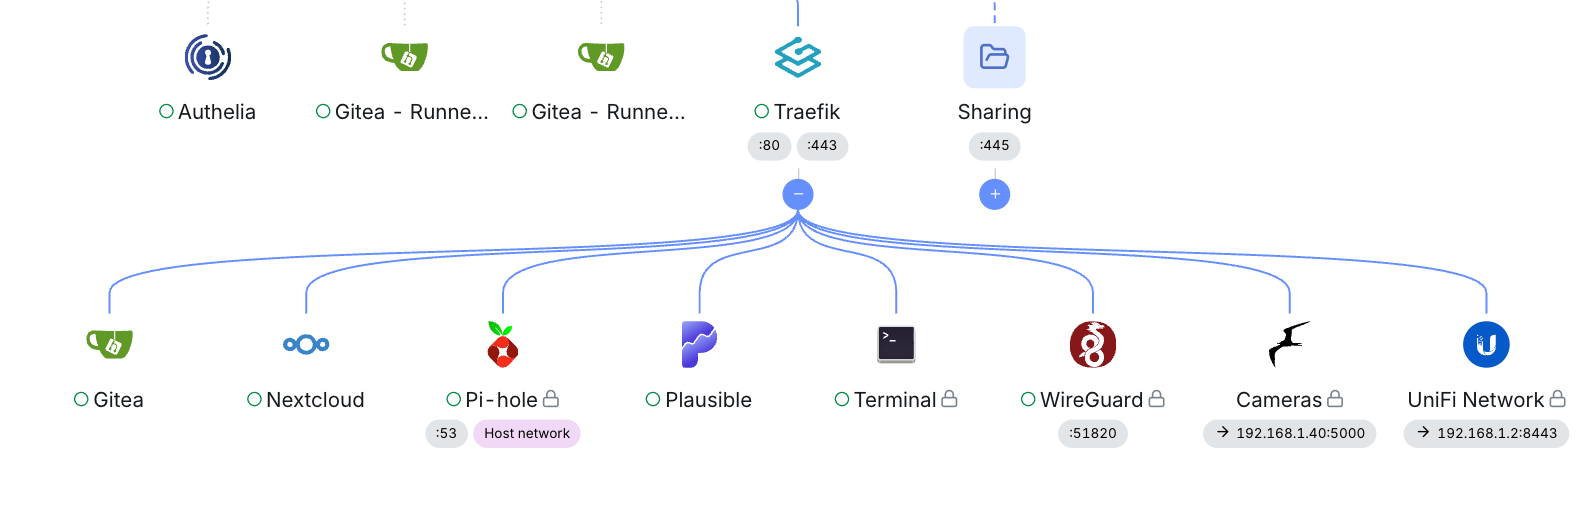 Authelia
Gitea - Runne...
Gitea - Runne...
Traefik
Sharing
:80
:443
:445
Gitea
Nextcloud
Pi-hole
Plausible
Terminal
WireGuard
Cameras
UniFi Network
:53
Host network
:51820
→ 192.168.1.40:5000
→ 192.168.1.2:8443